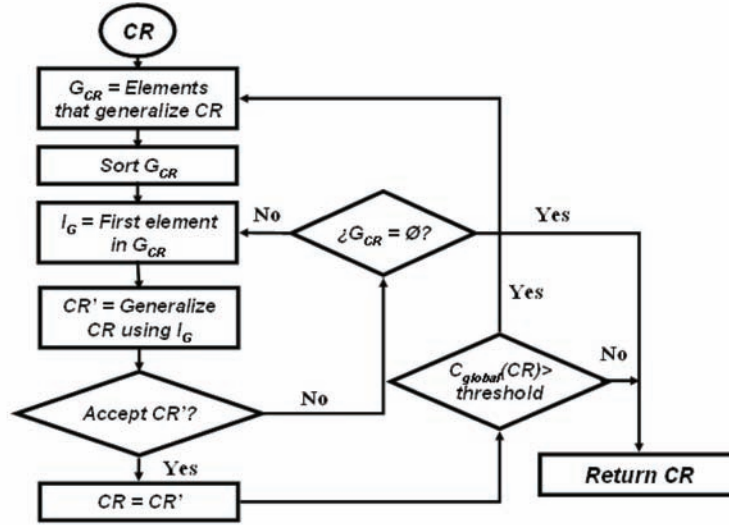 CR
G_CR = Elements
that generalize CR
Sort G_CR
I_G = First element
in G_CR
No
¿G_CR = Ø?
Yes
CR' = Generalize
CR using I_G
Yes
C_global(CR)>
threshold
No
Accept CR'?
No
Yes
CR = CR'
Return CR